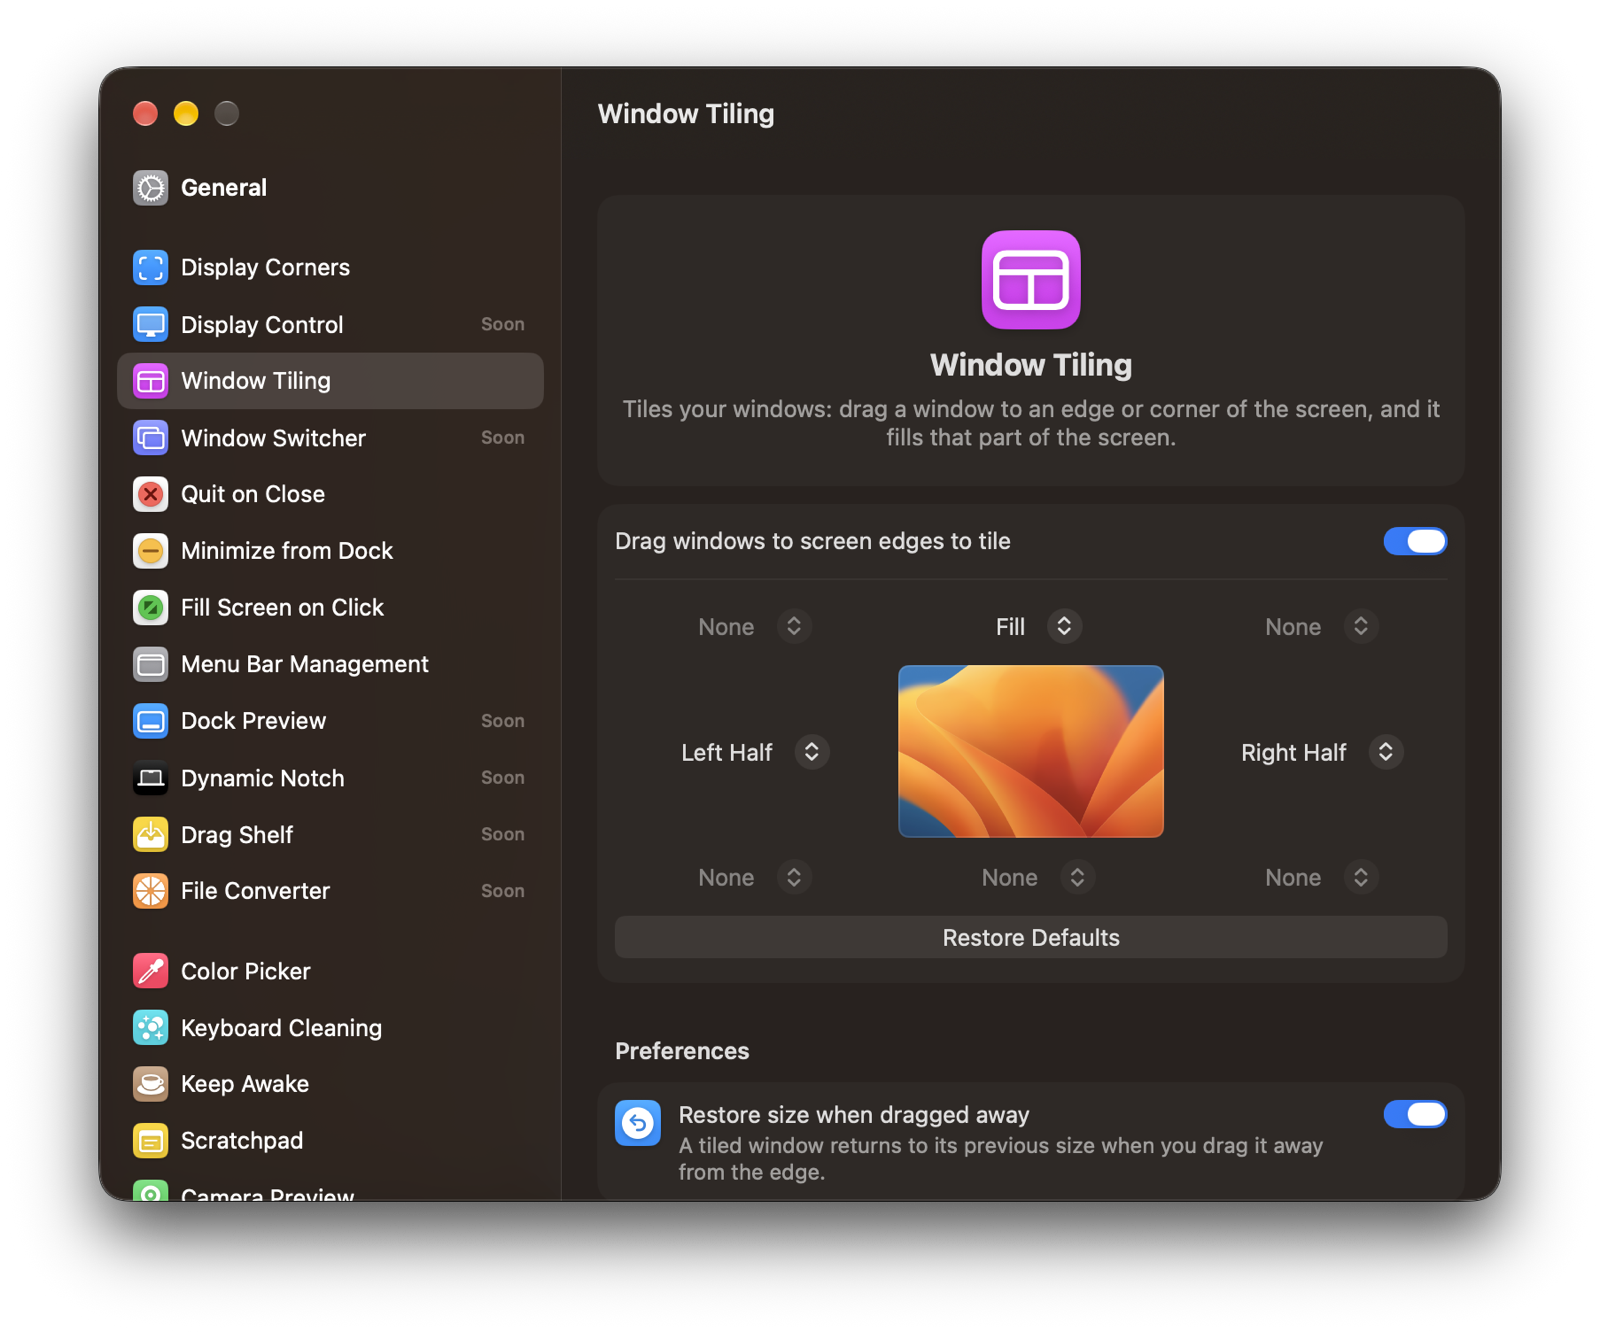 Window Tiling
General
Display Corners
Display Control Soon
Window Tiling
Window Switcher Soon
Quit on Close
Minimize from Dock
Fill Screen on Click
Menu Bar Management
Dock Preview Soon
Dynamic Notch Soon
Drag Shelf Soon
File Converter Soon
Color Picker
Keyboard Cleaning
Keep Awake
Scratchpad
Camera Preview
Window Tiling
Tiles your windows: drag a window to an edge or corner of the screen, and it
fills that part of the screen.
Drag windows to screen edges to tile
None Fill None
Left Half Right Half
None None None
Restore Defaults
Preferences
Restore size when dragged away
A tiled window returns to its previous size when you drag it away
from the edge.